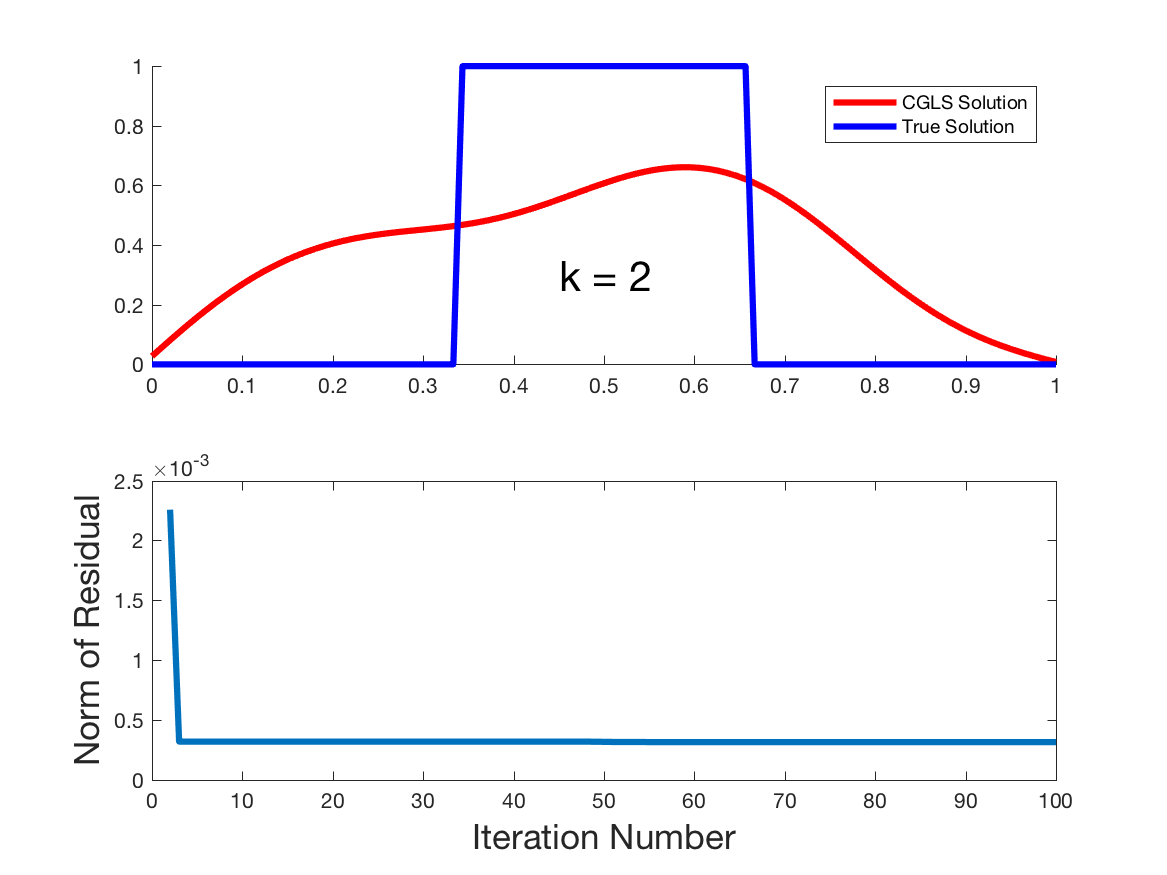 1
0.8
0.6
0.4
0.2
0
0 0.1 0.2 0.3 0.4 0.5 0.6 0.7 0.8 0.9 1
CGLS Solution
True Solution
k = 2
×10-3
2.5
2
1.5
1
0.5
0
0 10 20 30 40 50 60 70 80 90 100
Norm of Residual
Iteration Number